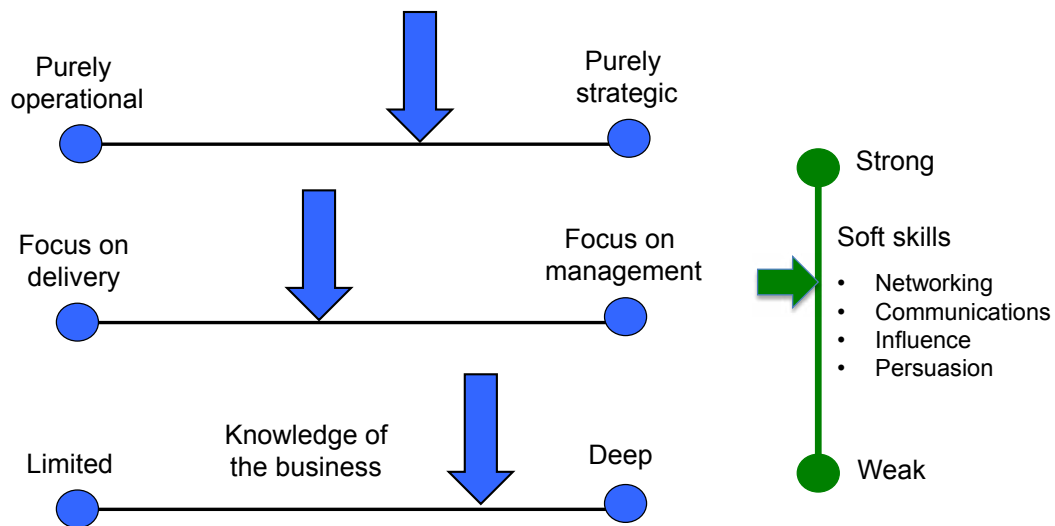 Purely
operational
Purely
strategic
Focus on
delivery
Focus on
management
Limited
Knowledge of
the business
Deep
Strong
Soft skills
• Networking
• Communications
• Influence
• Persuasion
Weak